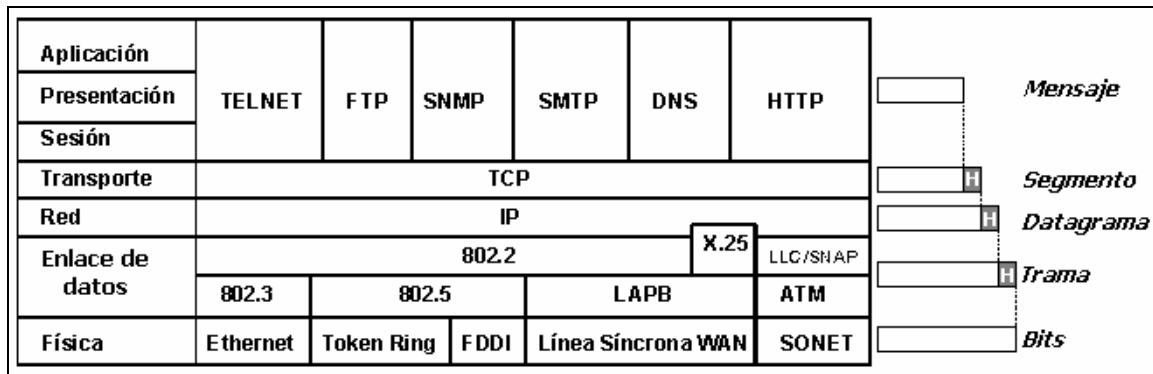 Aplicación
Presentación TELNET FTP SNMP SMTP DNS HTTP Mensaje
Sesión
Transporte TCP H Segmento
Red IP H Datagrama
Enlace de datos 802.2 X.25 LLC/SNAP H Trama
802.3 802.5 LAPB ATM
Física Ethernet Token Ring FDDI Línea Síncrona WAN SONET Bits